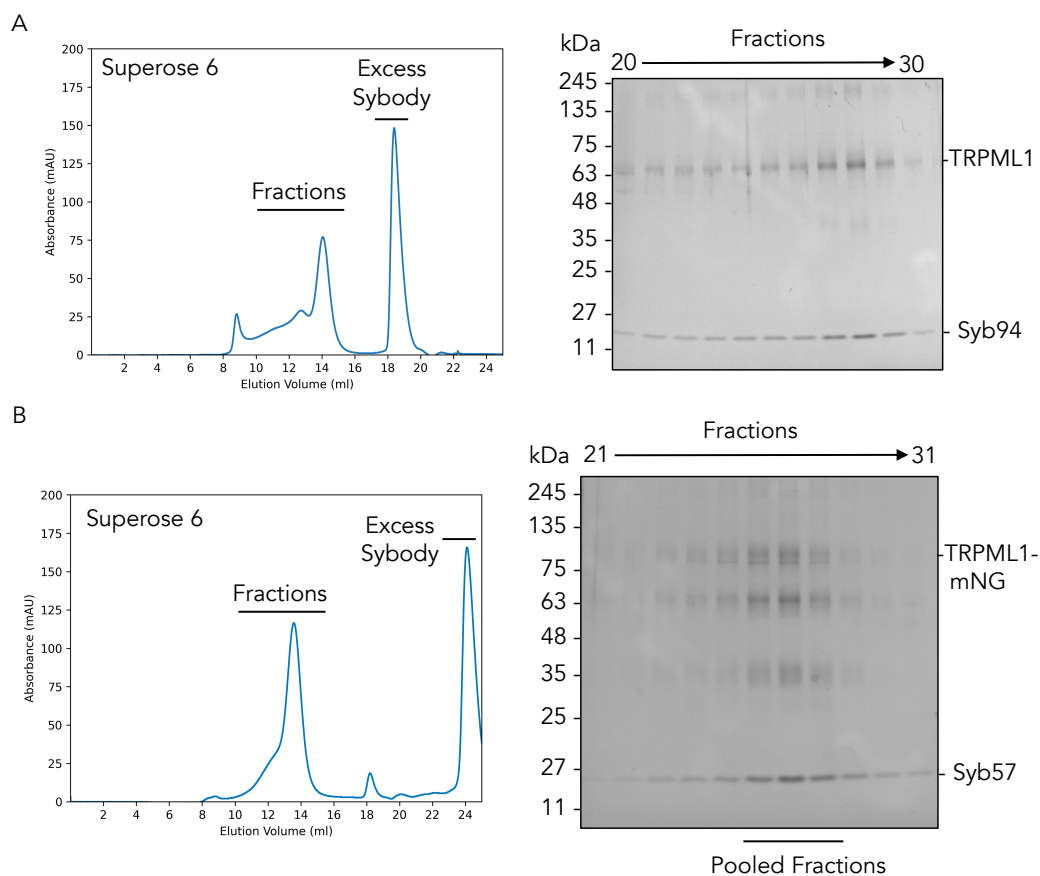 A
Superose 6
Excess
Sybody
Fractions
200
175
150
125
100
75
50
25
0
Absorbance (mAU)
2 4 6 8 10 12 14 16 18 20 22 24
Elution Volume (ml)
Fractions
kDa
20 30
245
135
75
63
48
35
25
27
11
TRPML1
Syb94
B
Superose 6
Excess
Sybody
Fractions
200
175
150
125
100
75
50
25
0
Absorbance (mAU)
2 4 6 8 10 12 14 16 18 20 22 24
Elution Volume (ml)
Fractions
kDa 21 31
245
135
75
63
48
35
25
27
11
TRPML1-
mNG
Syb57
Pooled Fractions